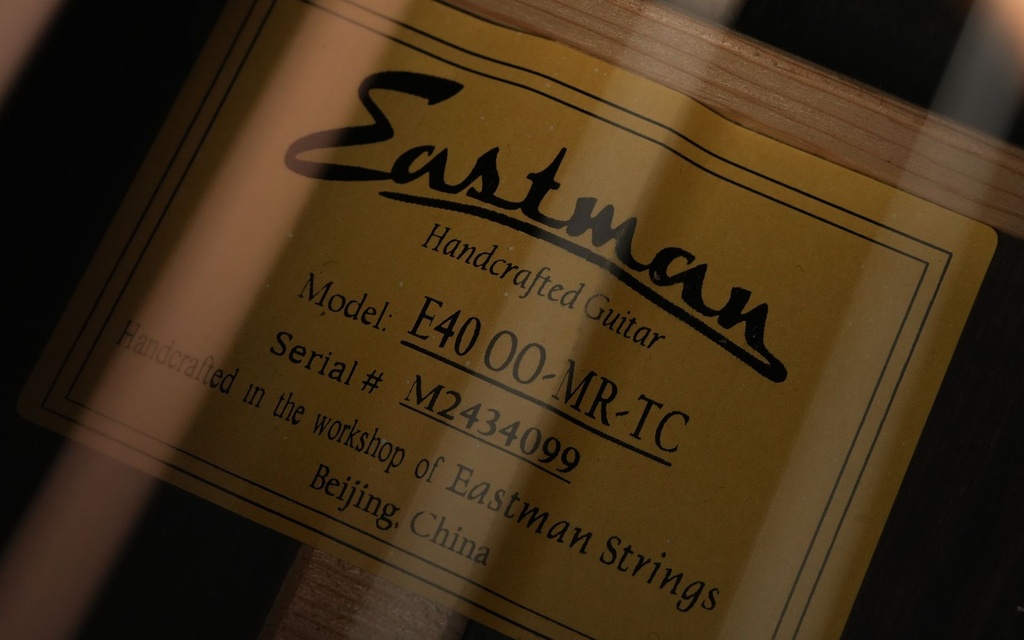 Eastman
Handcrafted Guitar
Model: E40 OO-MR-TC
Serial # M2434099
Handcrafted in the workshop of Eastman Strings
Beijing, China